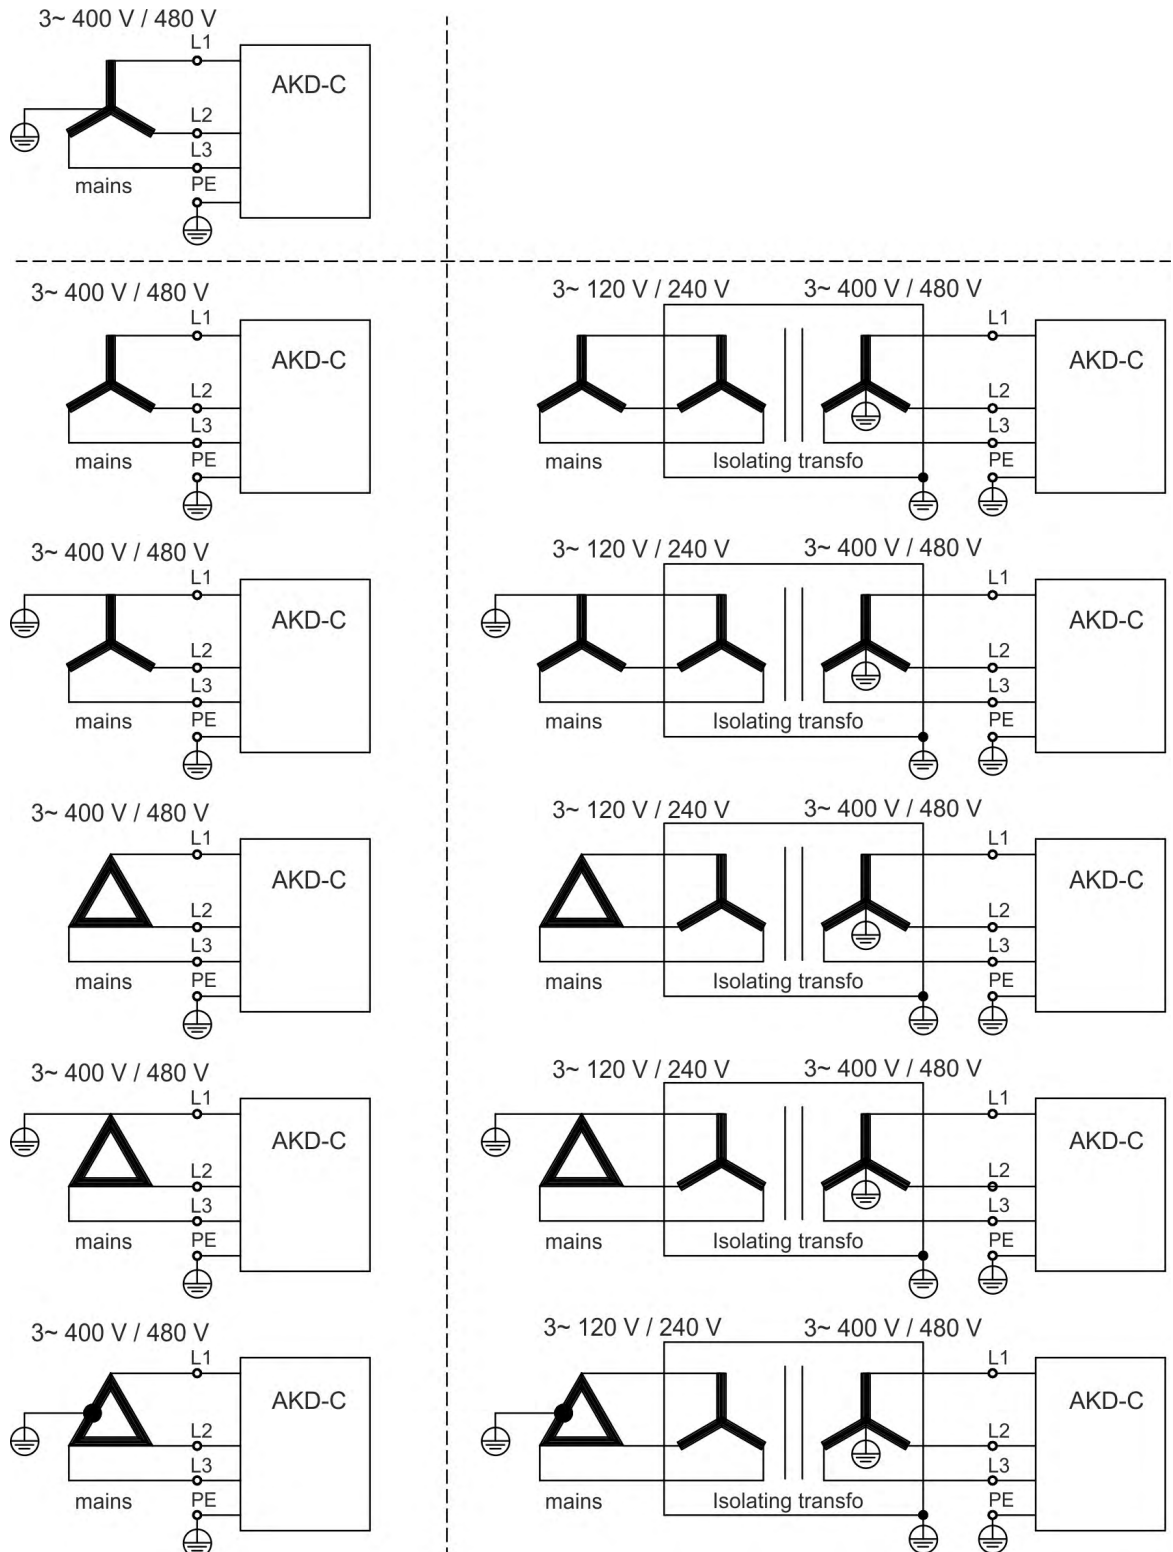 3~ 400 V / 480 V
L1
AKD-C
L2
L3
mains
PE
3~ 400 V / 480 V
L1
AKD-C
L2
L3
mains
PE
3~ 120 V / 240 V
3~ 400 V / 480 V
L1
AKD-C
L2
L3
mains
Isolating transfo
PE
3~ 400 V / 480 V
L1
AKD-C
L2
L3
mains
PE
3~ 120 V / 240 V
3~ 400 V / 480 V
L1
AKD-C
L2
L3
mains
Isolating transfo
PE
3~ 400 V / 480 V
L1
AKD-C
L2
L3
mains
PE
3~ 120 V / 240 V
3~ 400 V / 480 V
L1
AKD-C
L2
L3
mains
Isolating transfo
PE
3~ 400 V / 480 V
L1
AKD-C
L2
L3
mains
PE
3~ 120 V / 240 V
3~ 400 V / 480 V
L1
AKD-C
L2
L3
mains
Isolating transfo
PE
3~ 400 V / 480 V
L1
AKD-C
L2
L3
mains
PE
3~ 120 V / 240 V
3~ 400 V / 480 V
L1
AKD-C
L2
L3
mains
Isolating transfo
PE